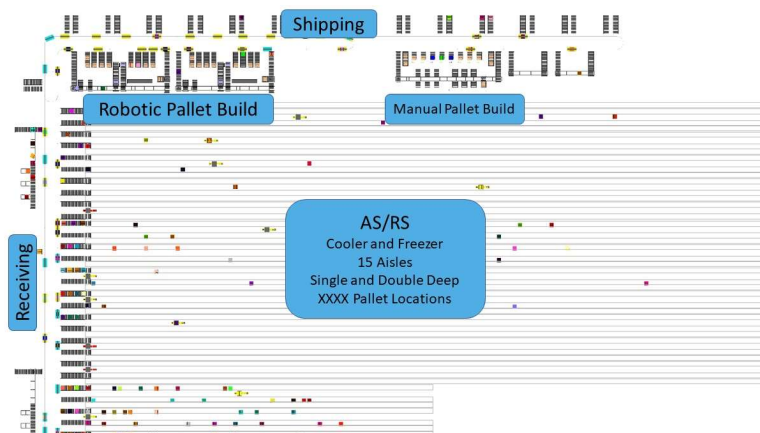 Shipping
Robotic Pallet Build
Manual Pallet Build
AS/RS
Cooler and Freezer
15 Aisles
Single and Double Deep
XXXX Pallet Locations
Receiving